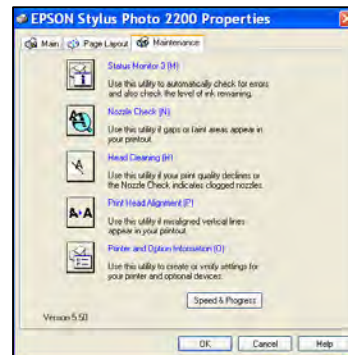 EPSON Stylus Photo 2200 Properties
Main
Page Layout
Maintenance
Status Monitor 3 (M)
Use this utility to automatically check for errors
and also check the level of ink remaining.
Nozzle Check (N)
Use this utility if gaps or faint areas appear in
your printout.
Head Cleaning (H)
Use this utility if your print quality declines or
the Nozzle Check indicates clogged nozzles.
Print Head Alignment (P)
Use this utility if misaligned vertical lines
appear in your printout.
Printer and Option Information (O)
Use this utility to create or verify settings for
your printer and optional devices.
Speed & Progress
Version 5.50
OK
Cancel
Help